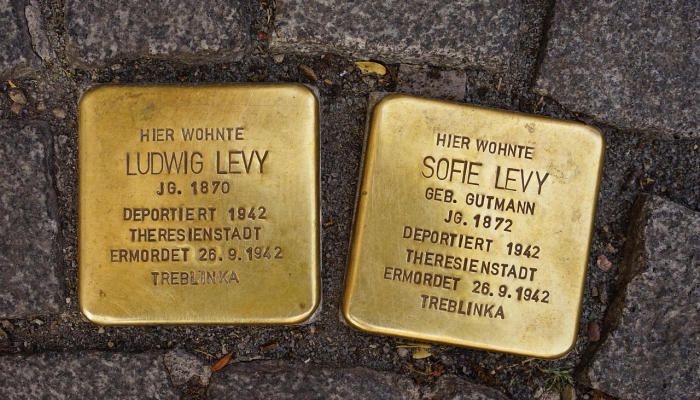 HIER WOHNTE
LUDWIG LEVY
JG. 1870
DEPORTIERT 1942
THERESIENSTADT
ERMORDET 26.9.1942
TREBLINKA
HIER WOHNTE
SOFIE LEVY
GEB. GUTMANN
JG. 1872
DEPORTIERT 1942
THERESIENSTADT
ERMORDET 26.9.1942
TREBLINKA